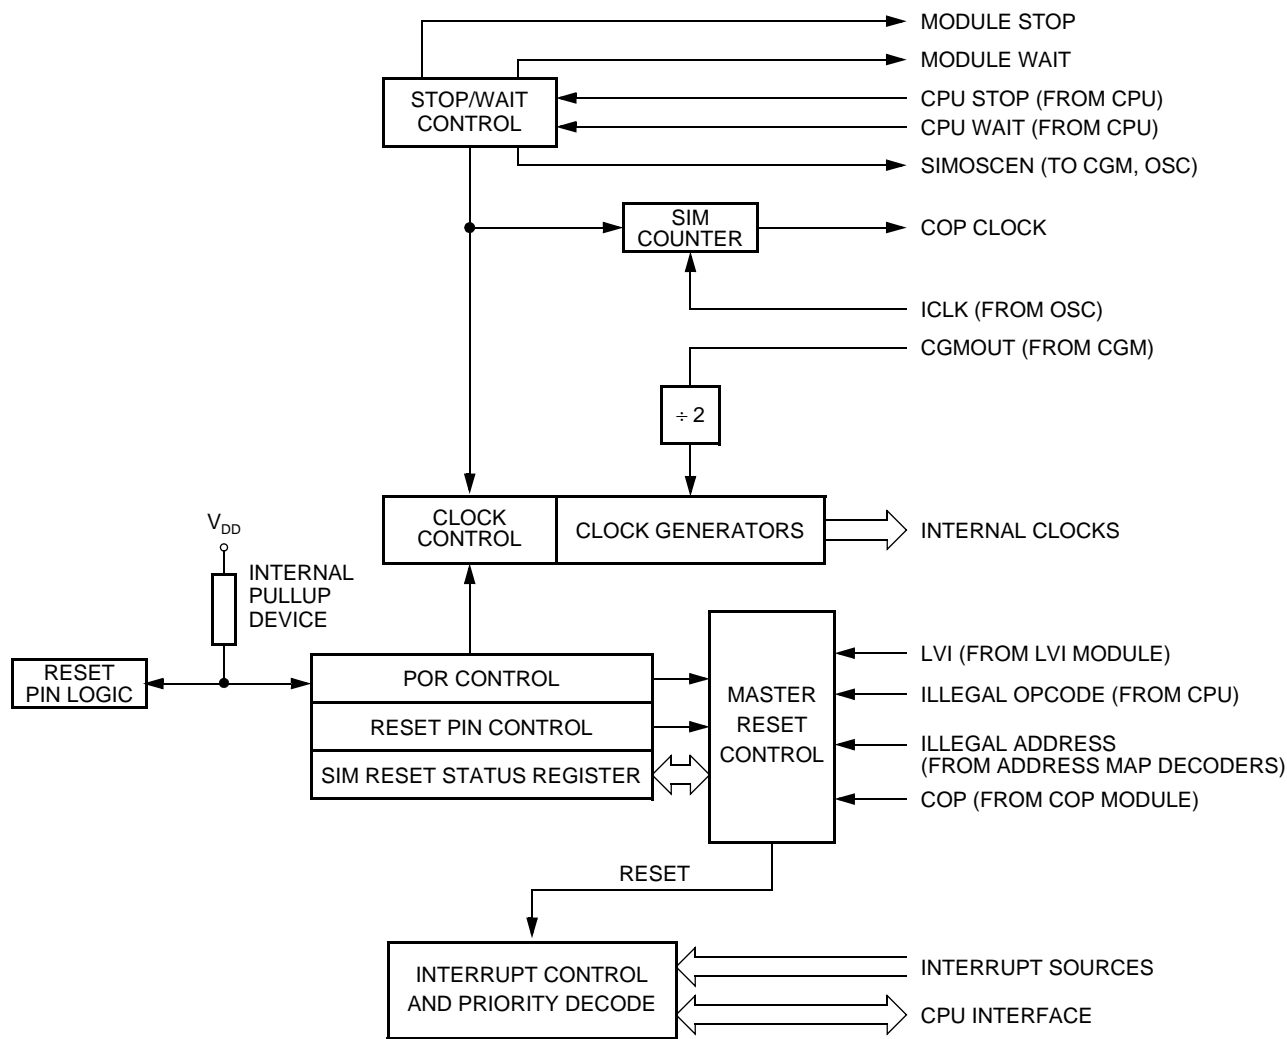 MODULE STOP
MODULE WAIT
STOP/WAIT
CONTROL
CPU STOP (FROM CPU)
CPU WAIT (FROM CPU)
SIMOSCEN (TO CGM, OSC)
SIM
COUNTER
COP CLOCK
ICLK (FROM OSC)
CGMOUT (FROM CGM)
÷ 2
CLOCK
CONTROL
CLOCK GENERATORS
INTERNAL CLOCKS
VDD
INTERNAL
PULLUP
DEVICE
RESET
PIN LOGIC
POR CONTROL
RESET PIN CONTROL
SIM RESET STATUS REGISTER
MASTER
RESET
CONTROL
LVI (FROM LVI MODULE)
ILLEGAL OPCODE (FROM CPU)
ILLEGAL ADDRESS
(FROM ADDRESS MAP DECODERS)
COP (FROM COP MODULE)
RESET
INTERRUPT CONTROL
AND PRIORITY DECODE
INTERRUPT SOURCES
CPU INTERFACE